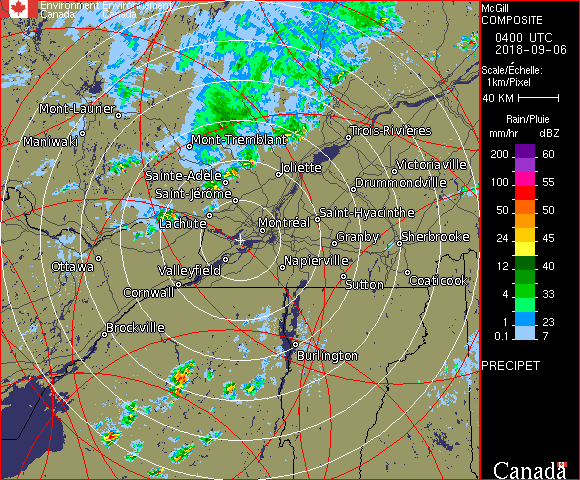 Environment Environnement
Canada Canada
McGill
COMPOSITE
0400 UTC
2018-09-06
Scale/Échelle:
1km/Pixel
40 KM
Rain/Pluie
mm/hr dBZ
200 60
100 55
50 50
24 45
12 40
4 33
1 23
0.1 7
PRECIPET
Canada
Mont-Laurier
Maniwaki
Mont-Tremblant
Trois-Rivières
Joliette
Victoriaville
Sainte-Adèle
Drummondville
Saint-Jérôme
Saint-Hyacinthe
Lachute
Montréal
Granby
Sherbrooke
Ottawa
Valleyfield
Napierville
Cornwall
Sutton
Coaticook
Brockville
Burlington